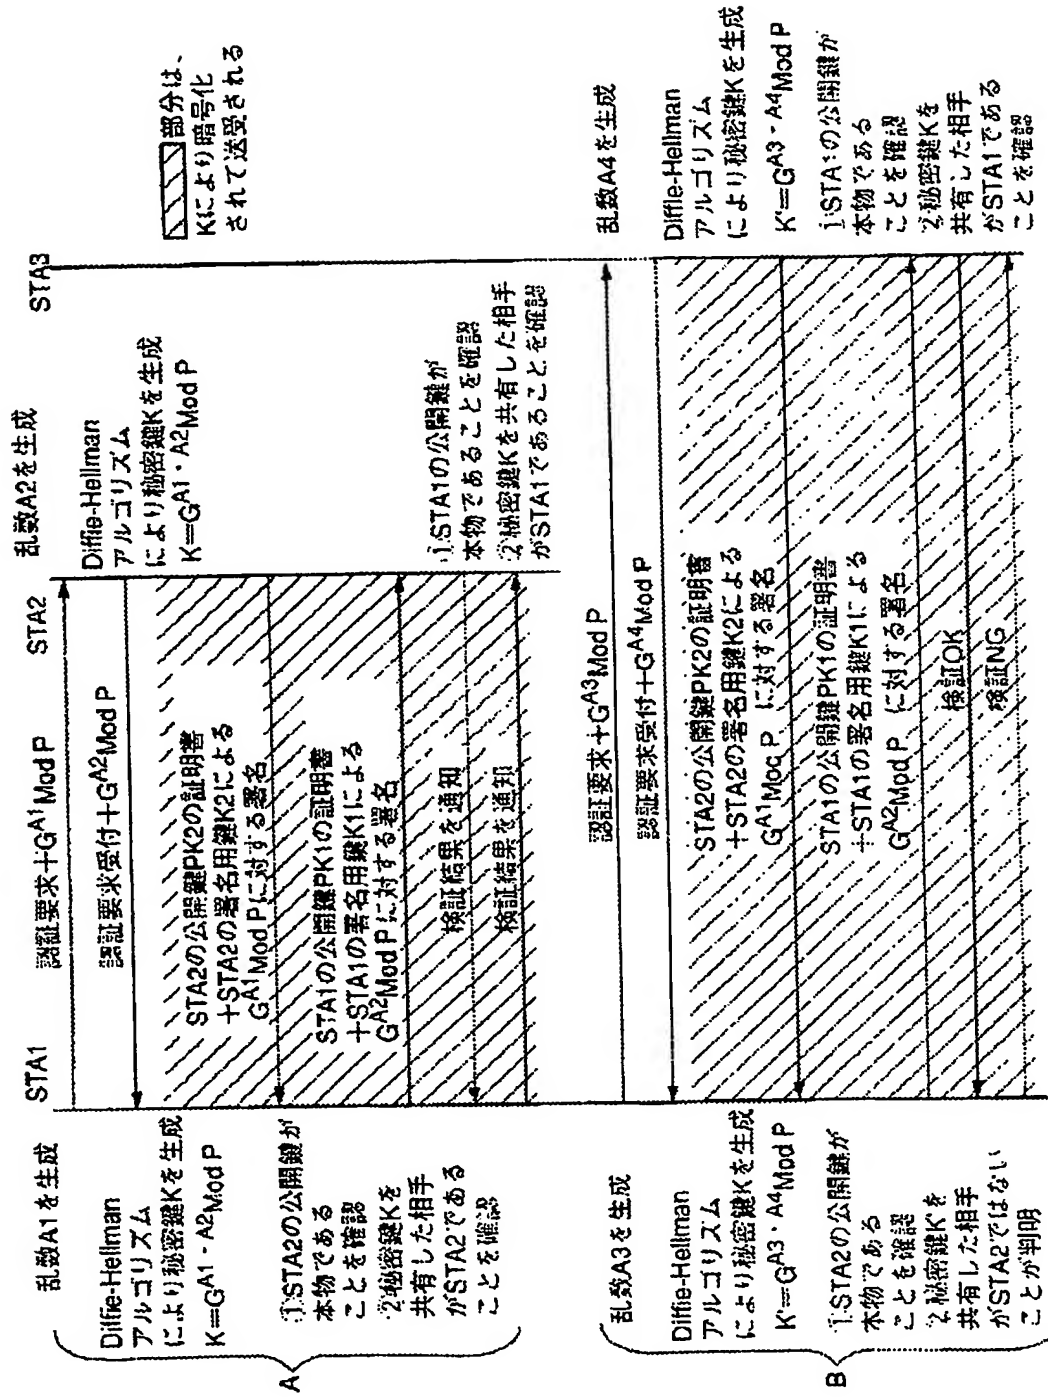 STA1
STA2
STA3
乱数A1を生成
認証要求+G^A1 Mod P
乱数A2を生成
認証要求受付+G^A2 Mod P
Diffie-Hellman
アルゴリズム
により秘密鍵Kを生成
K=G^A1・A2 Mod P
Diffie-Hellman
アルゴリズム
により秘密鍵Kを生成
K=G^A1・A2 Mod P
部分は、
Kにより暗号化
されて送受される
STA2の公開鍵PK2の証明書
+STA2の署名用鍵K2による
G^A1 Mod Pに対する署名
①STA2の公開鍵が
本物である
ことを確認
②秘密鍵Kを
共有した相手
がSTA2である
ことを確認
STA1の公開鍵PK1の証明書
+STA1の署名用鍵K1による
G^A2 Mod Pに対する署名
①STA1の公開鍵が
本物であることを確認
②秘密鍵Kを共有した相手
がSTA1であることを確認
検証結果を通知
検証結果を通知
A
乱数A3を生成
認証要求+G^A3 Mod P
乱数A4を生成
認証要求受付+G^A4 Mod P
Diffie-Hellman
アルゴリズム
により秘密鍵Kを生成
K'=G^A3・A4 Mod P
Diffie-Hellman
アルゴリズム
により秘密鍵Kを生成
K'=G^A3・A4 Mod P
STA2の公開鍵PK2の証明書
+STA2の署名用鍵K2による
G^A1 Mod P に対する署名
①STA2の公開鍵が
本物である
ことを確認
②秘密鍵K'を
共有した相手
がSTA2ではない
ことが判明
STA1の公開鍵PK1の証明書
+STA1の署名用鍵K1による
G^A2 Mod P に対する署名
①STA1の公開鍵が
本物である
ことを確認
②秘密鍵Kを
共有した相手
がSTA1である
ことを確認
検証OK
検証NG
B